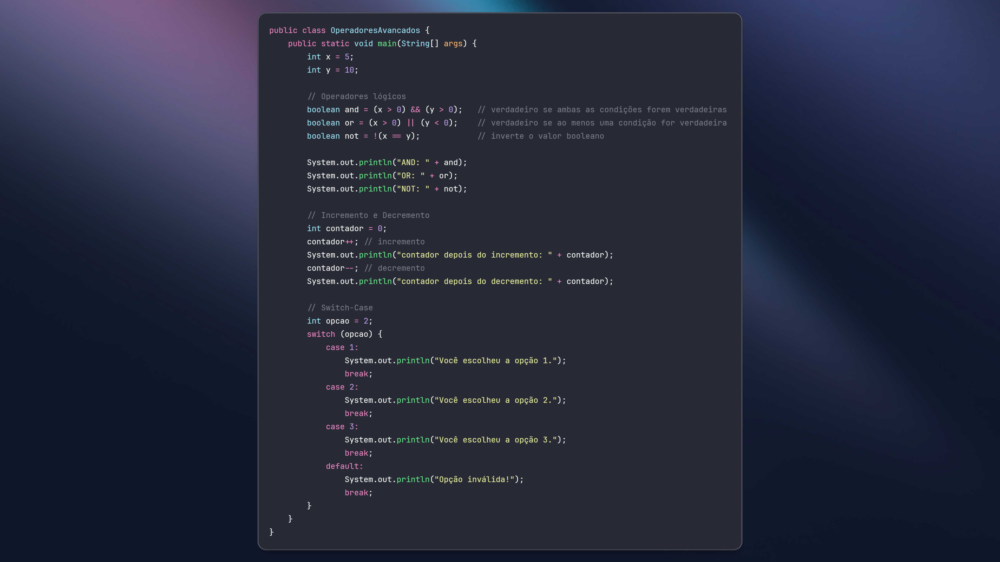 public class OperadoresAvancados {
    public static void main(String[] args) {
        int x = 5;
        int y = 10;

        // Operadores lógicos
        boolean and = (x > 0) && (y > 0);   // verdadeiro se ambas as condições forem verdadeiras
        boolean or = (x > 0) || (y < 0);    // verdadeiro se ao menos uma condição for verdadeira
        boolean not = !(x == y);            // inverte o valor booleano

        System.out.println("AND: " + and);
        System.out.println("OR: " + or);
        System.out.println("NOT: " + not);

        // Incremento e Decremento
        int contador = 0;
        contador++; // incremento
        System.out.println("contador depois do incremento: " + contador);
        contador--; // decremento
        System.out.println("contador depois do decremento: " + contador);

        // Switch-Case
        int opcao = 2;
        switch (opcao) {
            case 1:
                System.out.println("Você escolheu a opção 1.");
                break;
            case 2:
                System.out.println("Você escolheu a opção 2.");
                break;
            case 3:
                System.out.println("Você escolheu a opção 3.");
                break;
            default:
                System.out.println("Opção inválida!");
                break;
        }
    }
}